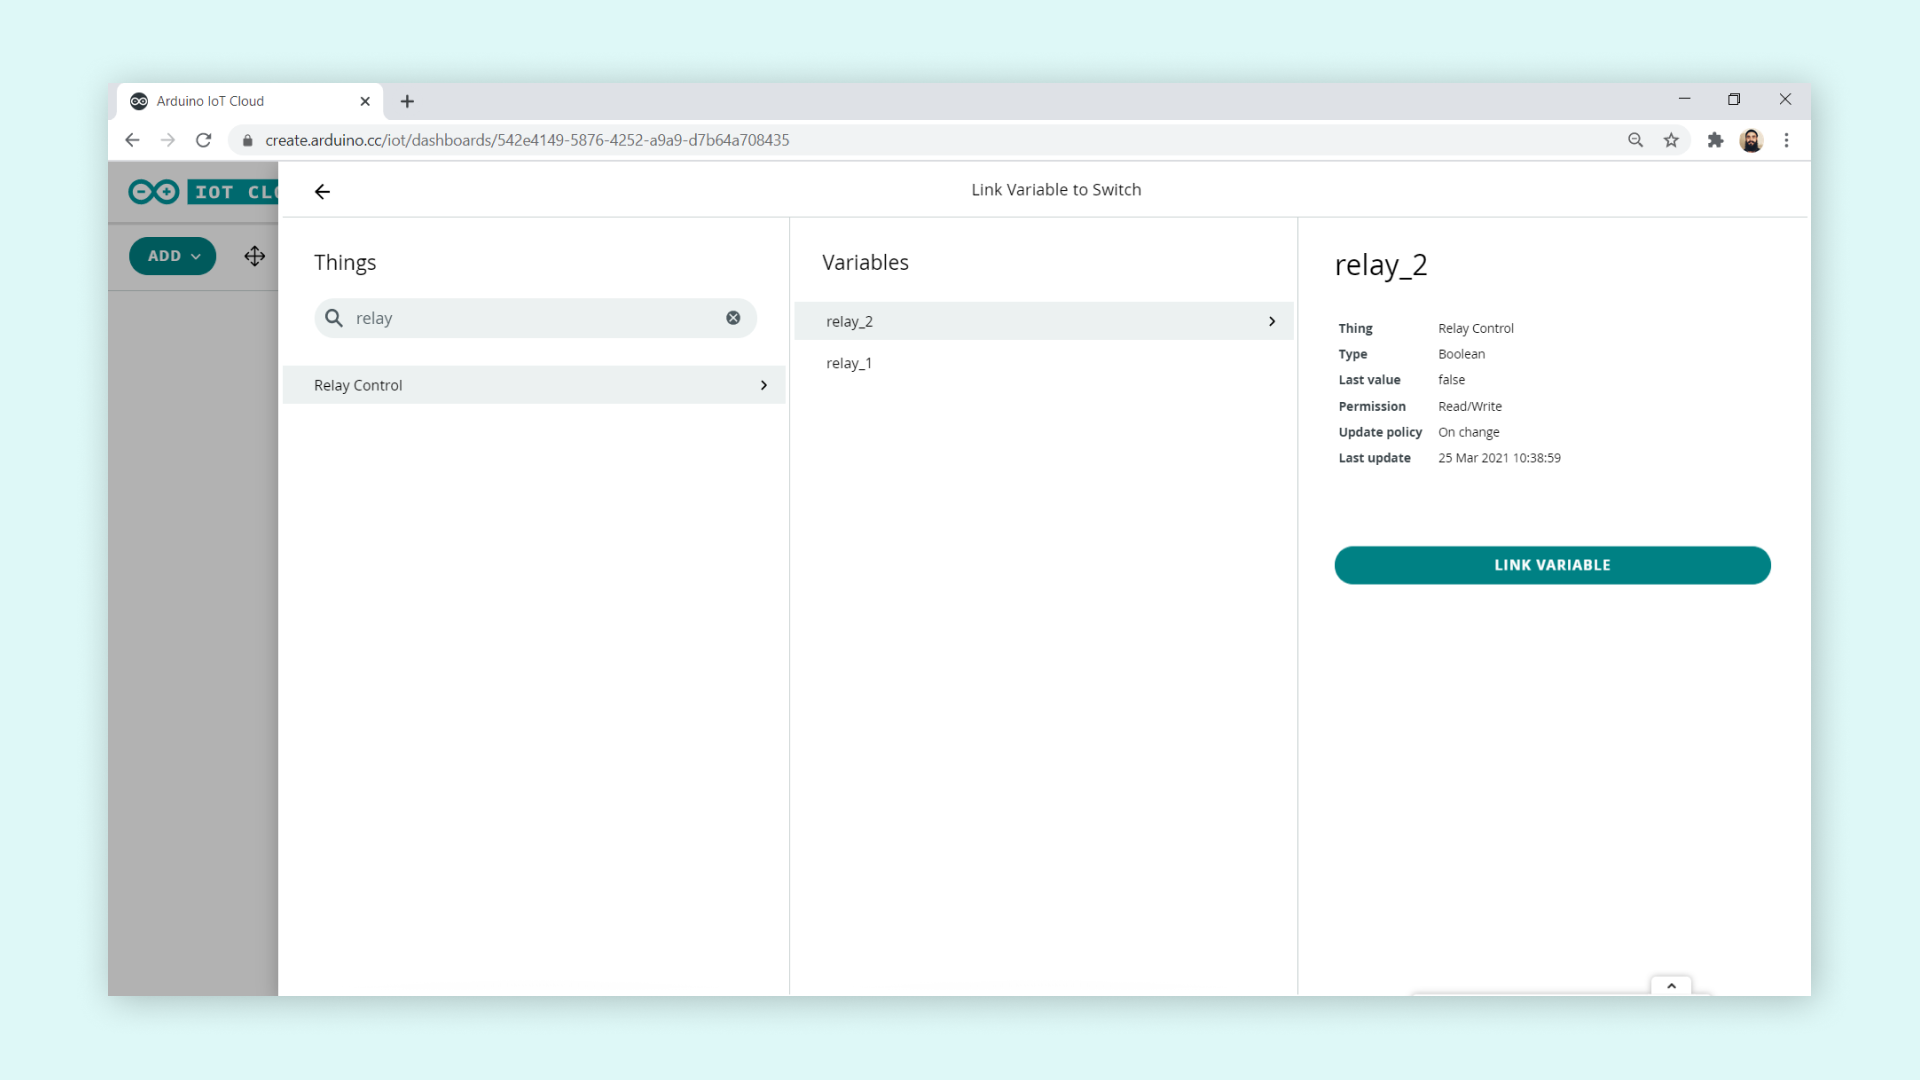 Arduino IoT Cloud
create.arduino.cc/iot/dashboards/542e4149-5876-4252-a9a9-d7b64a708435
IOT CLO
Link Variable to Switch
ADD
Things
relay
Relay Control
Variables
relay_2
relay_1
relay_2
Thing Relay Control
Type Boolean
Last value false
Permission Read/Write
Update policy On change
Last update 25 Mar 2021 10:38:59
LINK VARIABLE